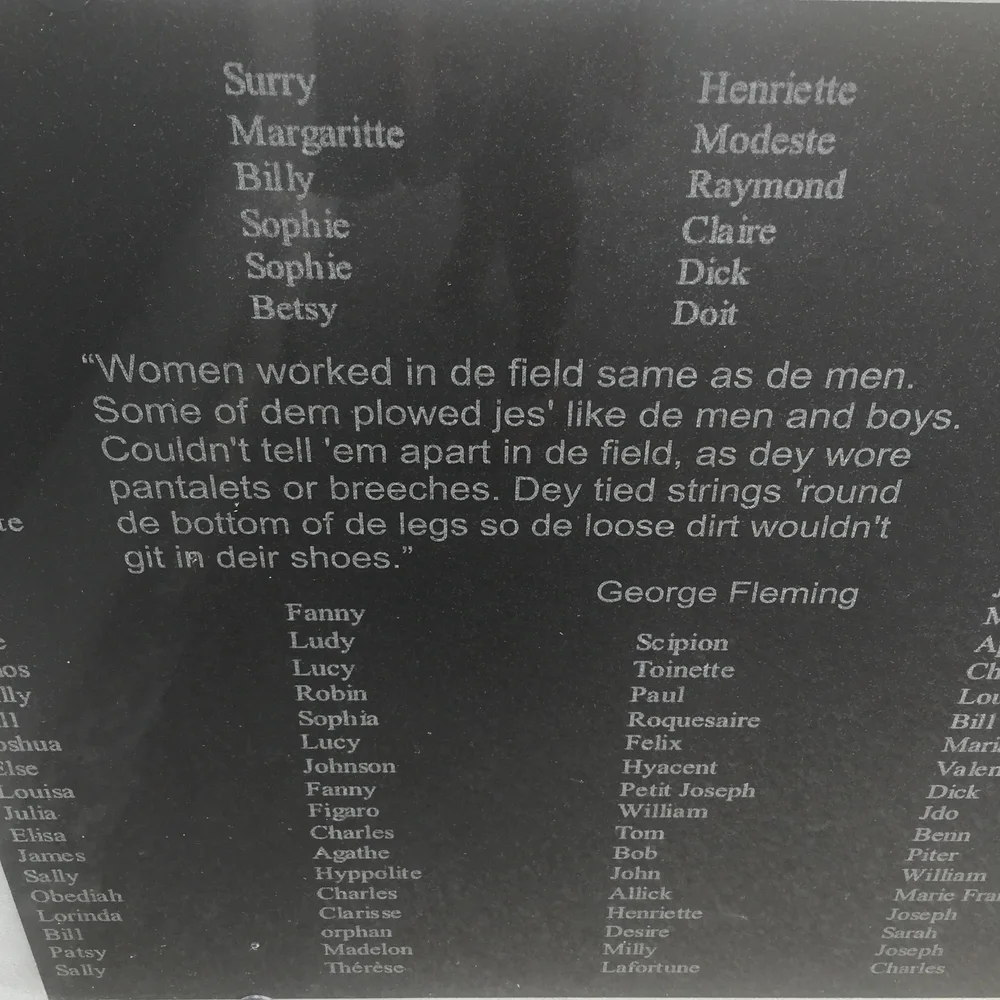 Surry
Margaritte
Billy
Sophie
Sophie
Betsy
Henriette
Modeste
Raymond
Claire
Dick
Doit
“Women worked in de field same as de men.
Some of dem plowed jes' like de men and boys.
Couldn't tell 'em apart in de field, as dey wore
pantalets or breeches. Dey tied strings 'round
de bottom of de legs so de loose dirt wouldn't
git in deir shoes.”
George Fleming
Louisa
Julia
Elisa
James
Sally
Obediah
Lorinda
Bill
Patsy
Sally
Fanny
Ludy
Lucy
Robin
Sophia
Lucy
Johnson
Fanny
Figaro
Charles
Agathe
Hyppolite
Charles
Clarisse
orphan
Madelon
Thérèse
Scipion
Toinette
Paul
Roquesaire
Felix
Hyacent
Petit Joseph
William
Tom
Bob
John
Allick
Henriette
Desire
Milly
Lafortune
Bill
Dick
Jdo
Benn
Piter
William
Marie
Joseph
Sarah
Joseph
Charles